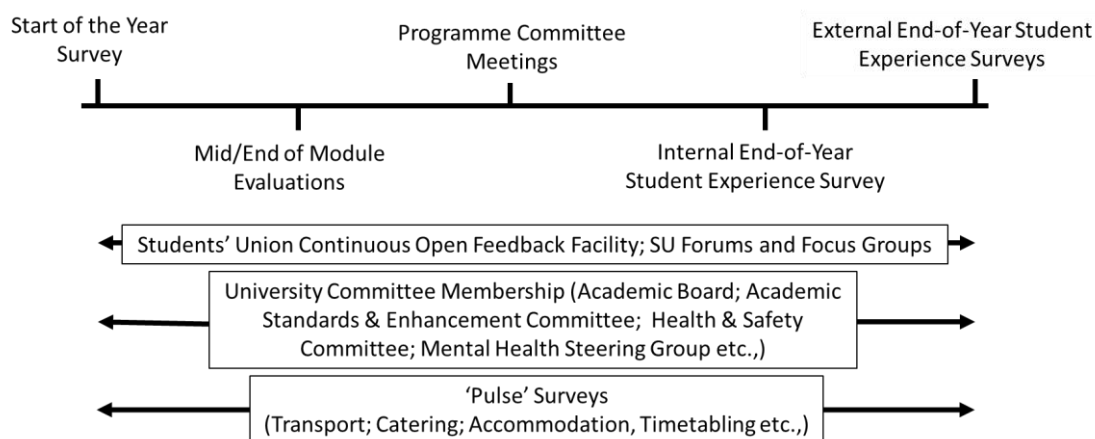 Start of the Year
Survey
Programme Committee
Meetings
External End-of-Year Student
Experience Surveys
Mid/End of Module
Evaluations
Internal End-of-Year
Student Experience Survey
Students’ Union Continuous Open Feedback Facility; SU Forums and Focus Groups
University Committee Membership (Academic Board; Academic
Standards & Enhancement Committee; Health & Safety
Committee; Mental Health Steering Group etc.,)
‘Pulse’ Surveys
(Transport; Catering; Accommodation, Timetabling etc.,)